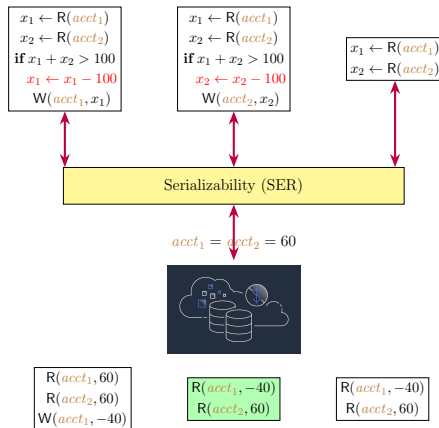 x₁ ← R(acct₁)
x₂ ← R(acct₂)
if x₁ + x₂ > 100
x₁ ← x₁ − 100
W(acct₁, x₁)
x₁ ← R(acct₁)
x₂ ← R(acct₂)
if x₁ + x₂ > 100
x₂ ← x₂ − 100
W(acct₂, x₂)
x₁ ← R(acct₁)
x₂ ← R(acct₂)
Serializability (SER)
acct₁ = acct₂ = 60
R(acct₁, 60)
R(acct₂, 60)
W(acct₁, −40)
R(acct₁, −40)
R(acct₂, 60)
R(acct₁, −40)
R(acct₂, 60)